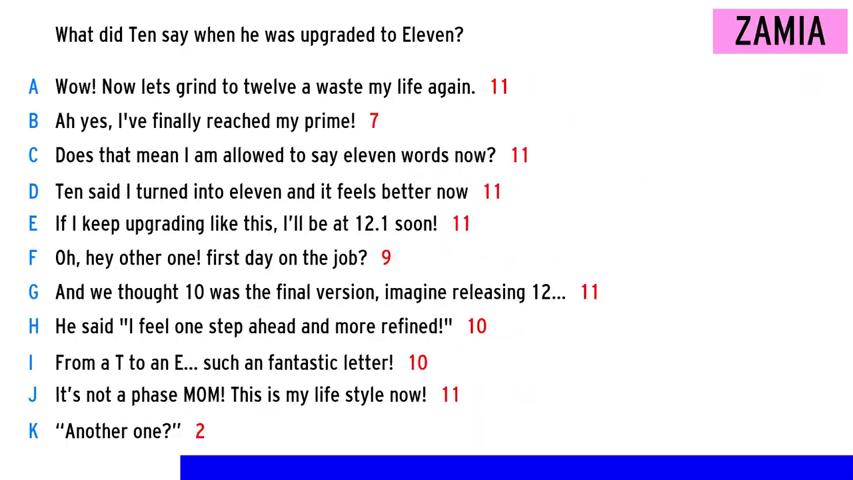 What did Ten say when he was upgraded to Eleven?
ZAMIA
A Wow! Now lets grind to twelve a waste my life again. 11
B Ah yes, I've finally reached my prime! 7
C Does that mean I am allowed to say eleven words now? 11
D Ten said I turned into eleven and it feels better now 11
E If I keep upgrading like this, I'll be at 12.1 soon! 11
F Oh, hey other one! first day on the job? 9
G And we thought 10 was the final version, imagine releasing 12... 11
H He said "I feel one step ahead and more refined!" 10
I From a T to an E... such an fantastic letter! 10
J It's not a phase MOM! This is my life style now! 11
K “Another one?” 2